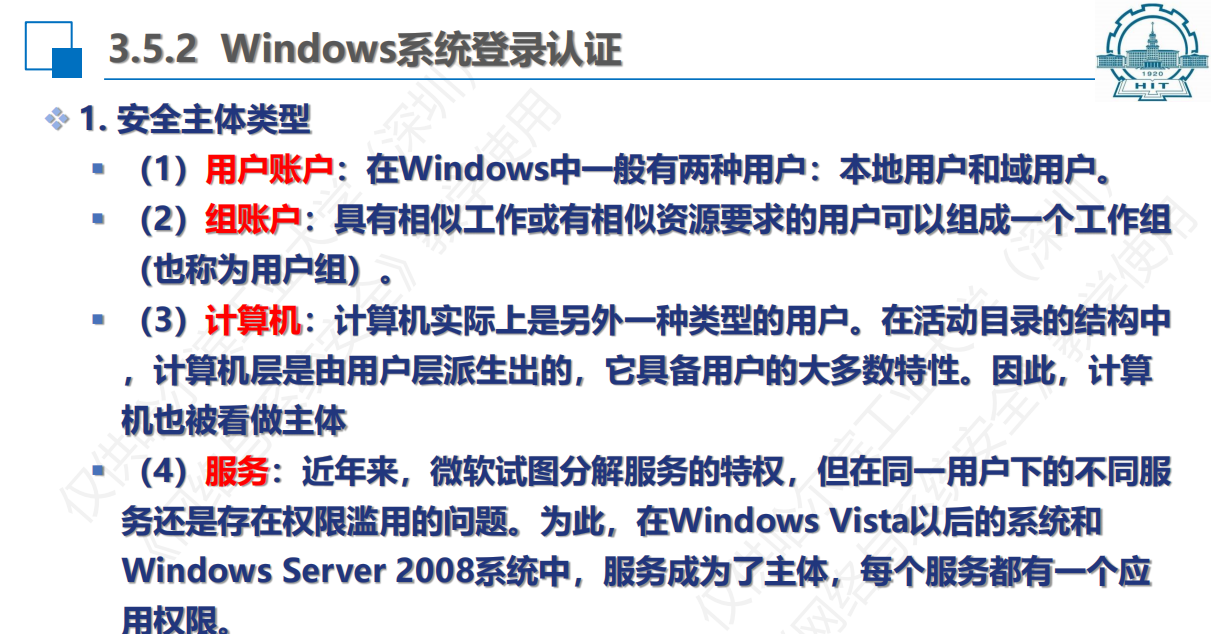 3.5.2 Windows系统登录认证
1920
HIT
1. 安全主体类型
（1）用户账户：在Windows中一般有两种用户：本地用户和域用户。
（2）组账户：具有相似工作或有相似资源要求的用户可以组成一个工作组
(也称为用户组）。
（3）计算机：计算机实际上是另外一种类型的用户。在活动目录的结构中
，计算机层是由用户层派生出的，它具备用户的大多数特性。因此，计算
机也被看做主体
（4）服务：近年来，微软试图分解服务的特权，但在同一用户下的不同服
务还是存在权限滥用的问题。为此，在Windows Vista以后的系统和
Windows Server 2008系统中，服务成为了主体，每个服务都有一个应
用权限。